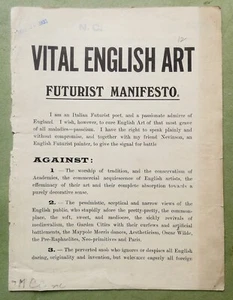 VITAL ENGLISH ART
FUTURIST MANIFESTO.
I am an Italian Futurist poet, and a passionate admirer of
England. I wish, however, to cure English Art of that most grave
of all maladies—passéism. I have the right to speak plainly and
without compromise, and together with my friend Nevinson, an
English Futurist painter, to give the signal for battle
AGAINST:
1.—The worship of tradition, and the conservatism of
Academies, the commercial acquiescence of English artists, the
effeminacy of their art and their complete absorption towards a
purely decorative sense.
2.—The pessimistic, sceptical and narrow views of the
English public, who stupidly adore the pretty-pretty, the common-
place, the soft, sweet, and mediocre, the sickly revivals of
mediævalism, the Garden Cities with their curfews and artificial
battlements, the Maypole Morris dances, Aestheticism, Oscar Wilde,
the Pre-Raphaelites, Neo-primitives and Paris.
3.—The perverted snob who ignores or despises all English
daring, originality and invention, but welcomes eagerly all foreign